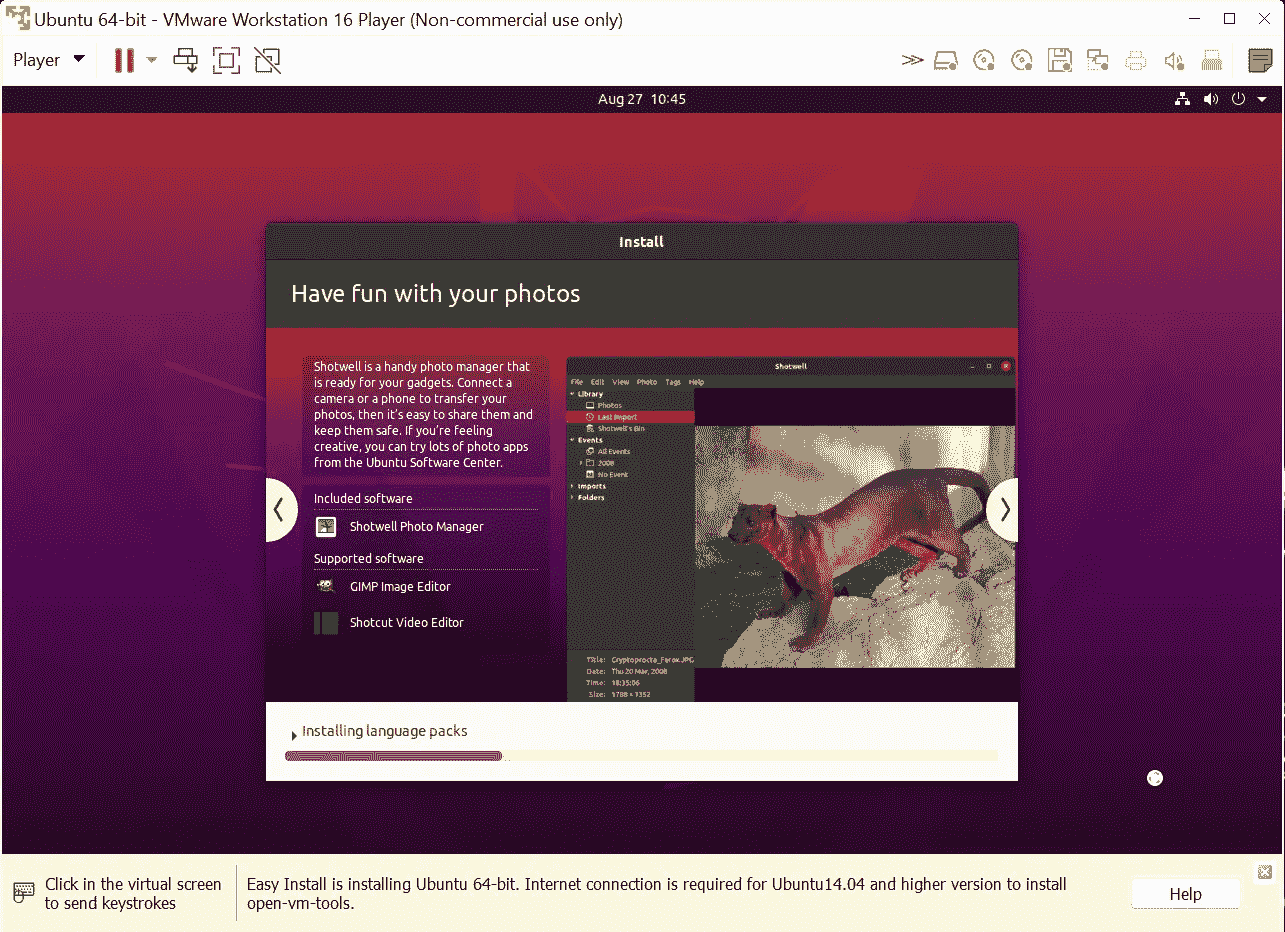 Ubuntu 64-bit - VMware Workstation 16 Player (Non-commercial use only)
Player
Aug 27 10:45
Install
Have fun with your photos
Shotwell is a handy photo manager that
is ready for your gadgets. Connect a
camera or a phone to transfer your
photos, then it's easy to share them and
keep them safe. If you're feeling
creative, you can try lots of photo apps
from the Ubuntu Software Center.
Included software
Shotwell Photo Manager
Supported software
GIMP Image Editor
Shotcut Video Editor
Shotwell
File Edit View Photo Tags Help
Library
Photos
Last Import
Shotwell's Bin
Events
All Events
2008
No Event
Imports
Folders
Title: Cryptoprocta_Ferox.JPG
Date: Thu 20 Mar, 2008
Time:
Size: 1788 × 1352
Installing language packs
Click in the virtual screen
to send keystrokes
Easy Install is installing Ubuntu 64-bit. Internet connection is required for Ubuntu14.04 and higher version to install
open-vm-tools.
Help